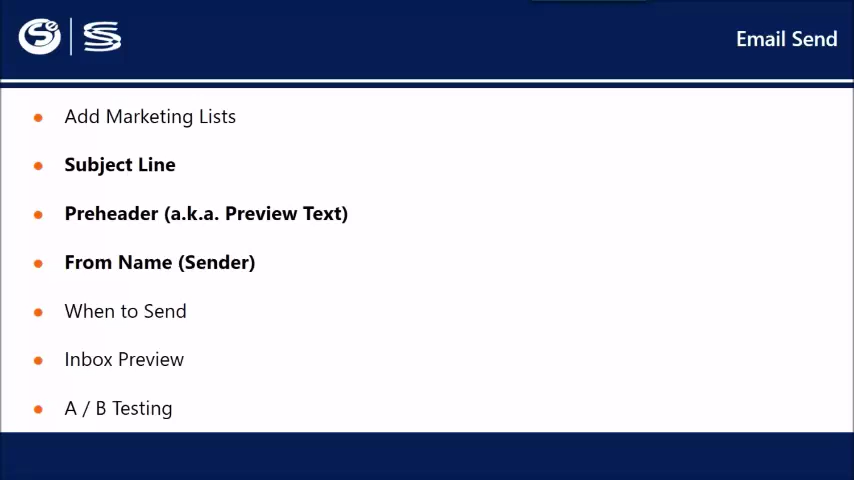 Email Send
Add Marketing Lists
Subject Line
Preheader (a.k.a. Preview Text)
From Name (Sender)
When to Send
Inbox Preview
A / B Testing